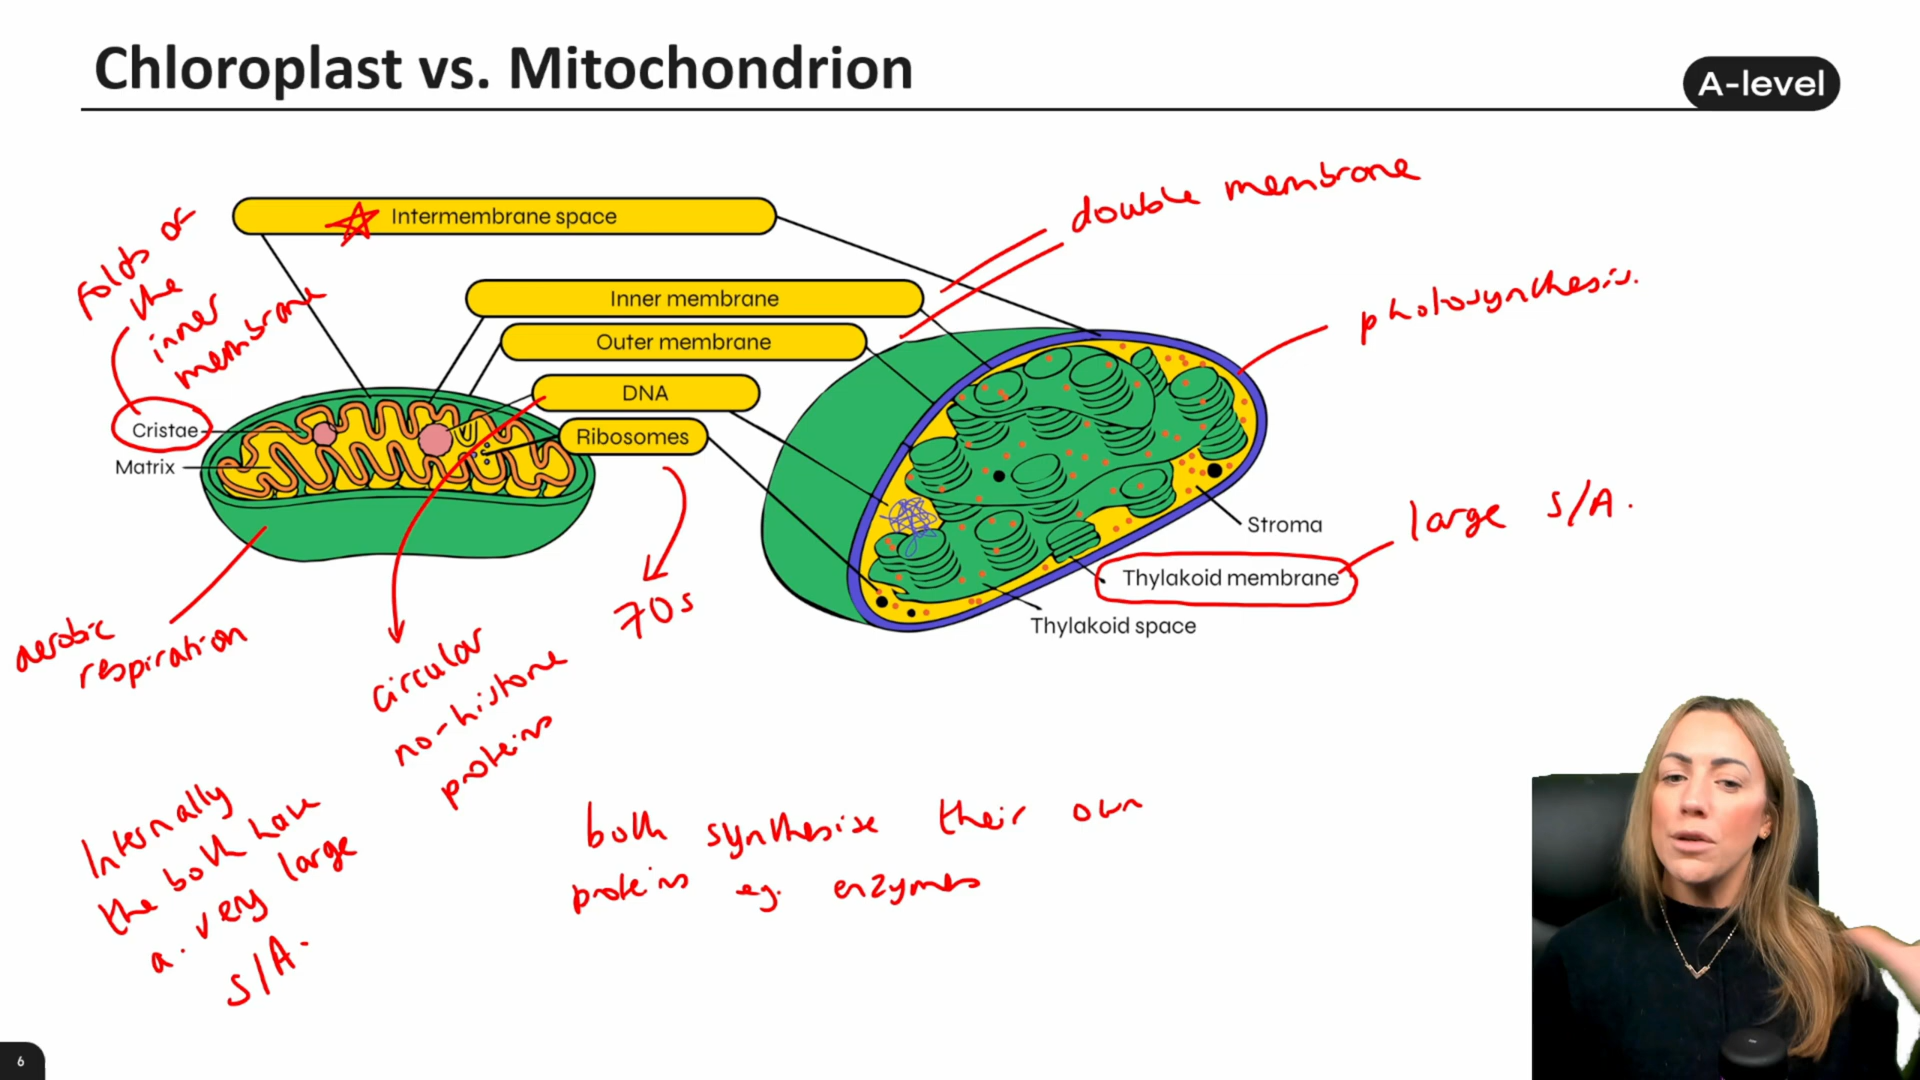 Chloroplast vs. Mitochondrion
A-level
Intermembrane space
double membrane
folds of
the
inner
membrane
Inner membrane
photosynthesis.
Outer membrane
DNA
Cristae
Ribosomes
Matrix
large S/A.
Stroma
Thylakoid membrane
Thylakoid space
70s
aerobic
respiration
circular
no-histone
proteins
Internally
the both have
a. very large
S/A.
both synthesise their own
proteins eg. enzymes
6